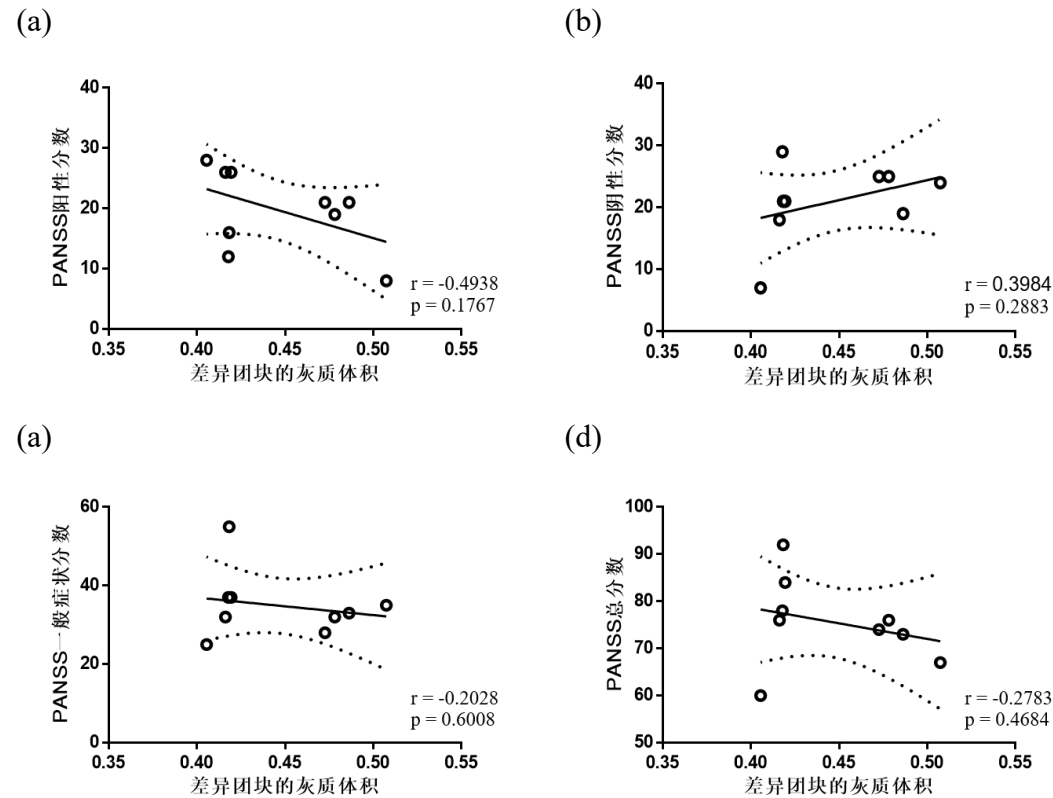 (a)
PANSS阳性分数
40
30
20
10
0
0.35 0.40 0.45 0.50 0.55
差异团块的灰质体积
r = -0.4938
p = 0.1767
(b)
PANSS阴性分数
40
30
20
10
0
0.35 0.40 0.45 0.50 0.55
差异团块的灰质体积
r = 0.3984
p = 0.2883
(a)
PANSS一般症状分数
60
40
20
0
0.35 0.40 0.45 0.50 0.55
差异团块的灰质体积
r = -0.2028
p = 0.6008
(d)
PANSS总分数
100
90
80
70
60
50
0.35 0.40 0.45 0.50 0.55
差异团块的灰质体积
r = -0.2783
p = 0.4684